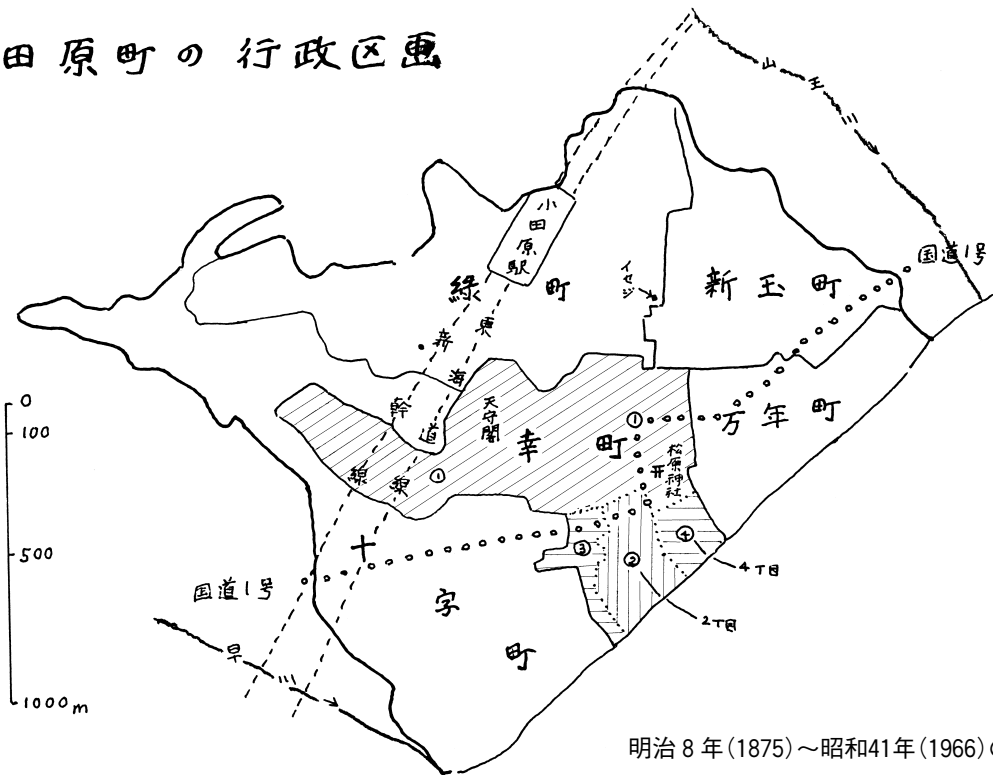 田原町の行政区画
山王川
国道1号
小田原駅
イセジ
緑町
新玉町
新幹線
東海道線
天守閣
①
幸町
万年町
松原神社
0
100
500
1000m
①
③
②
④
4丁目
2丁目
国道1号
十字町
早川
明治8年(1875)~昭和41年(1966)の